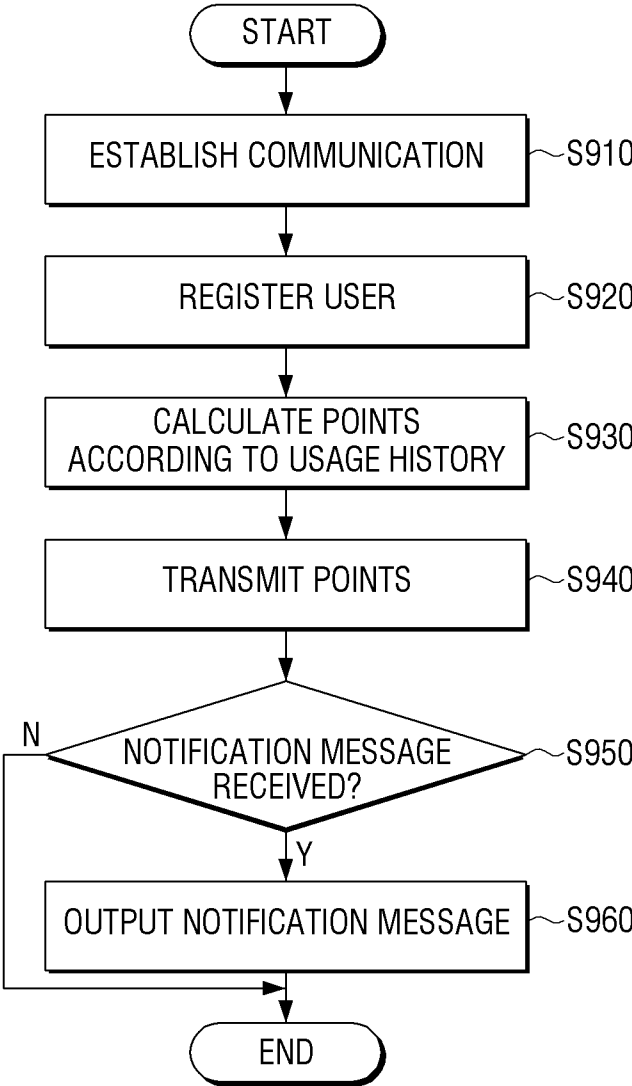 START
ESTABLISH COMMUNICATION
S910
REGISTER USER
S920
CALCULATE POINTS
ACCORDING TO USAGE HISTORY
S930
TRANSMIT POINTS
S940
N
NOTIFICATION MESSAGE
RECEIVED?
S950
Y
OUTPUT NOTIFICATION MESSAGE
S960
END